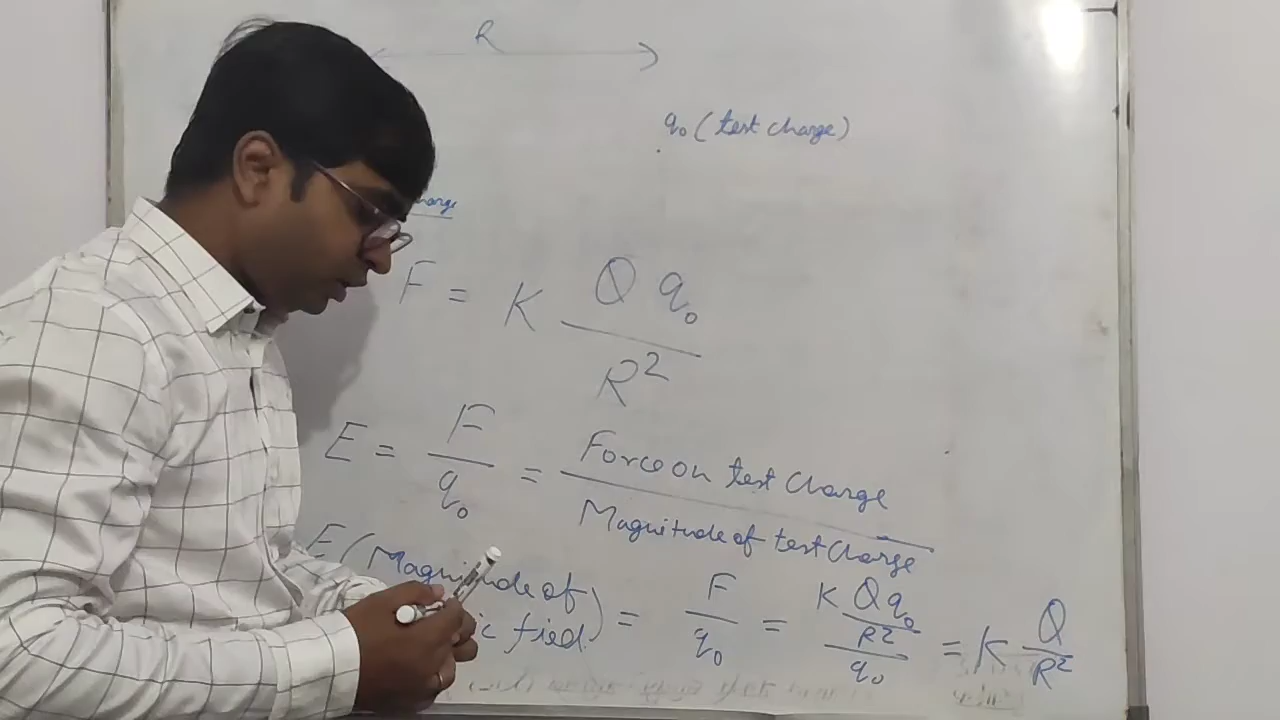 R
q₀ (test charge)
F = K Q q₀ / R²
E = F / q₀ = Force on test Charge / Magnitude of test Charge
E (Magnitude of fied) = F / q₀ = K Q q₀ / R² / q₀ = K Q / R²